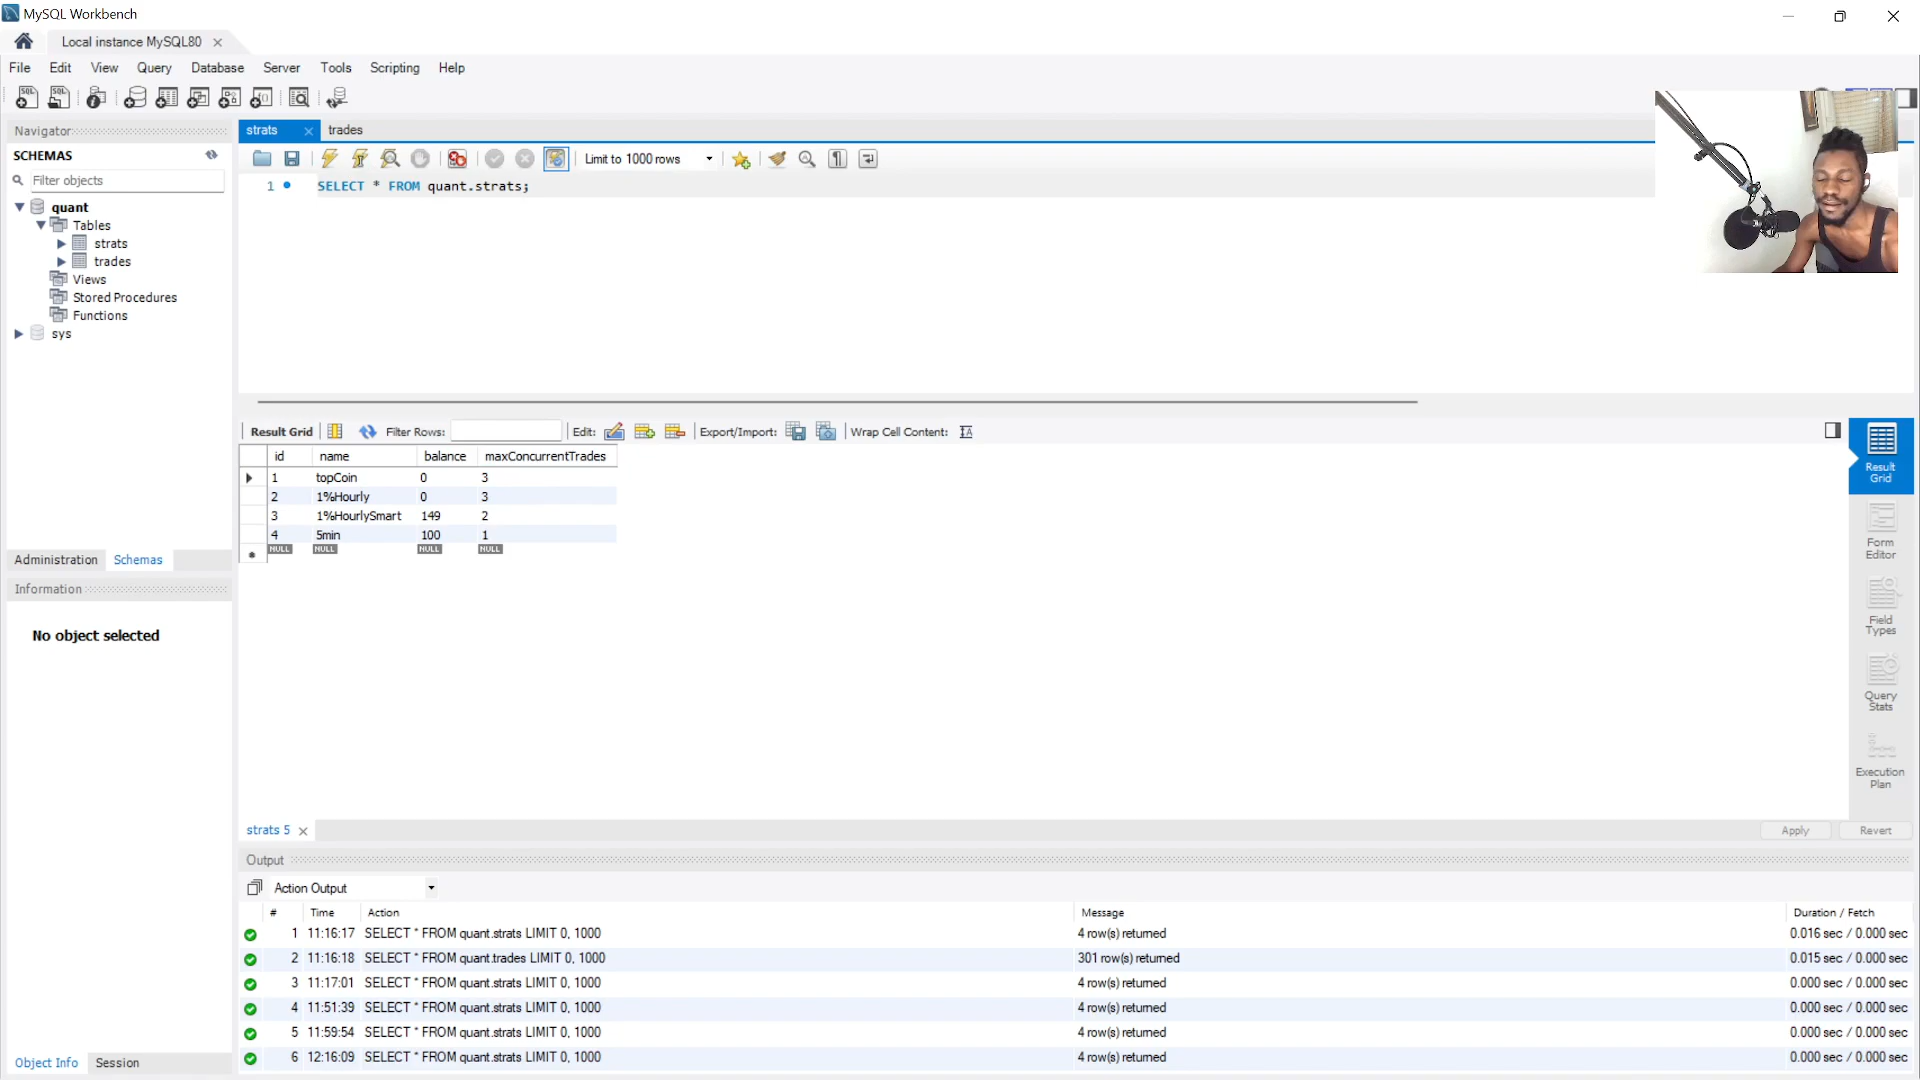 MySQL Workbench
Local instance MySQL80
File Edit View Query Database Server Tools Scripting Help
Navigator
SCHEMAS
Filter objects
quant
Tables
strats
trades
Views
Stored Procedures
Functions
sys
Administration Schemas
Information
No object selected
Object Info Session
strats trades
Limit to 1000 rows
1 SELECT * FROM quant.strats;
Result Grid Filter Rows: Edit: Export/Import: Wrap Cell Content:
id name balance maxConcurrentTrades
1 topCoin 0 3
2 1%Hourly 0 3
3 1%HourlySmart 149 2
4 5min 100 1
NULL NULL NULL NULL
Result Grid
Form Editor
Field Types
Query Stats
Execution Plan
strats 5 Apply Revert
Output
Action Output
# Time Action Message Duration / Fetch
1 11:16:17 SELECT * FROM quant.strats LIMIT 0, 1000 4 row(s) returned 0.016 sec / 0.000 sec
2 11:16:18 SELECT * FROM quant.trades LIMIT 0, 1000 301 row(s) returned 0.015 sec / 0.000 sec
3 11:17:01 SELECT * FROM quant.strats LIMIT 0, 1000 4 row(s) returned 0.000 sec / 0.000 sec
4 11:51:39 SELECT * FROM quant.strats LIMIT 0, 1000 4 row(s) returned 0.000 sec / 0.000 sec
5 11:59:54 SELECT * FROM quant.strats LIMIT 0, 1000 4 row(s) returned 0.000 sec / 0.000 sec
6 12:16:09 SELECT * FROM quant.strats LIMIT 0, 1000 4 row(s) returned 0.000 sec / 0.000 sec